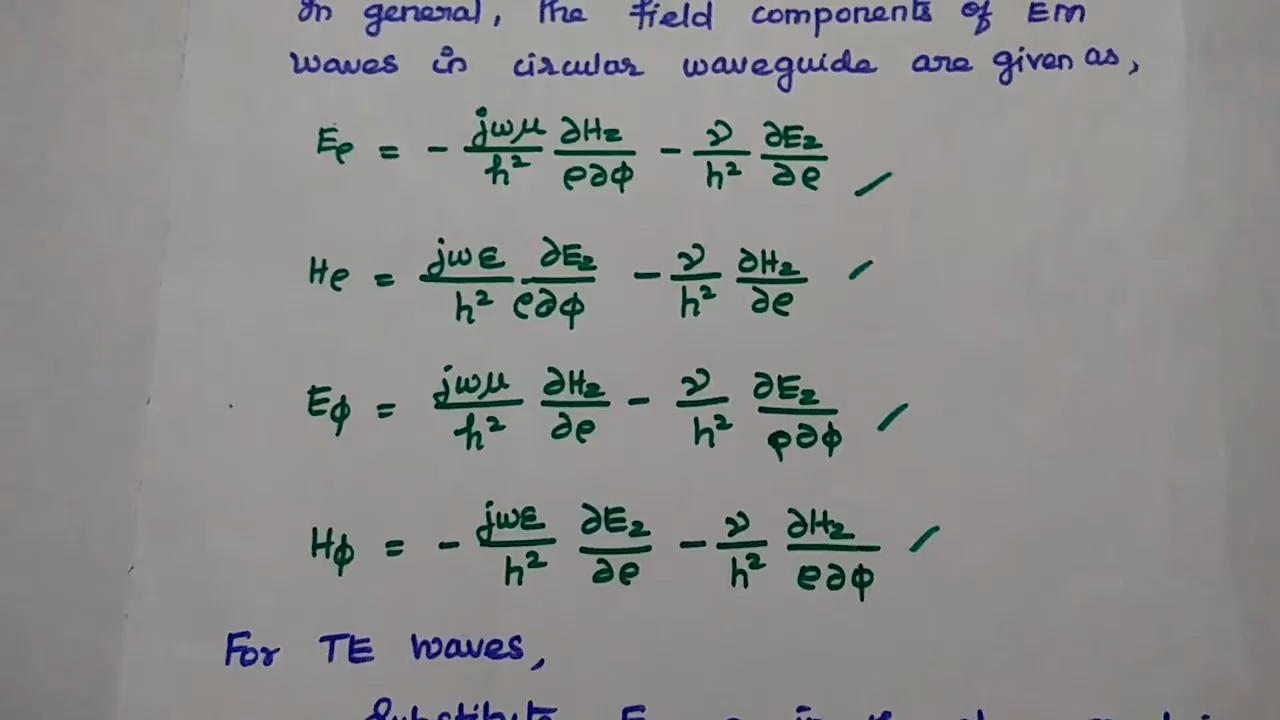 In general, the field components of EM
waves in circular waveguide are given as,
Eρ = - jωμ/h² ∂Hz/ρ∂φ - γ/h² ∂Ez/∂ρ
Hρ = jωε/h² ∂Ez/ρ∂φ - γ/h² ∂Hz/∂ρ
Eφ = jωμ/h² ∂Hz/∂ρ - γ/h² ∂Ez/ρ∂φ
Hφ = - jωε/h² ∂Ez/∂ρ - γ/h² ∂Hz/ρ∂φ
For TE waves,
Substitute